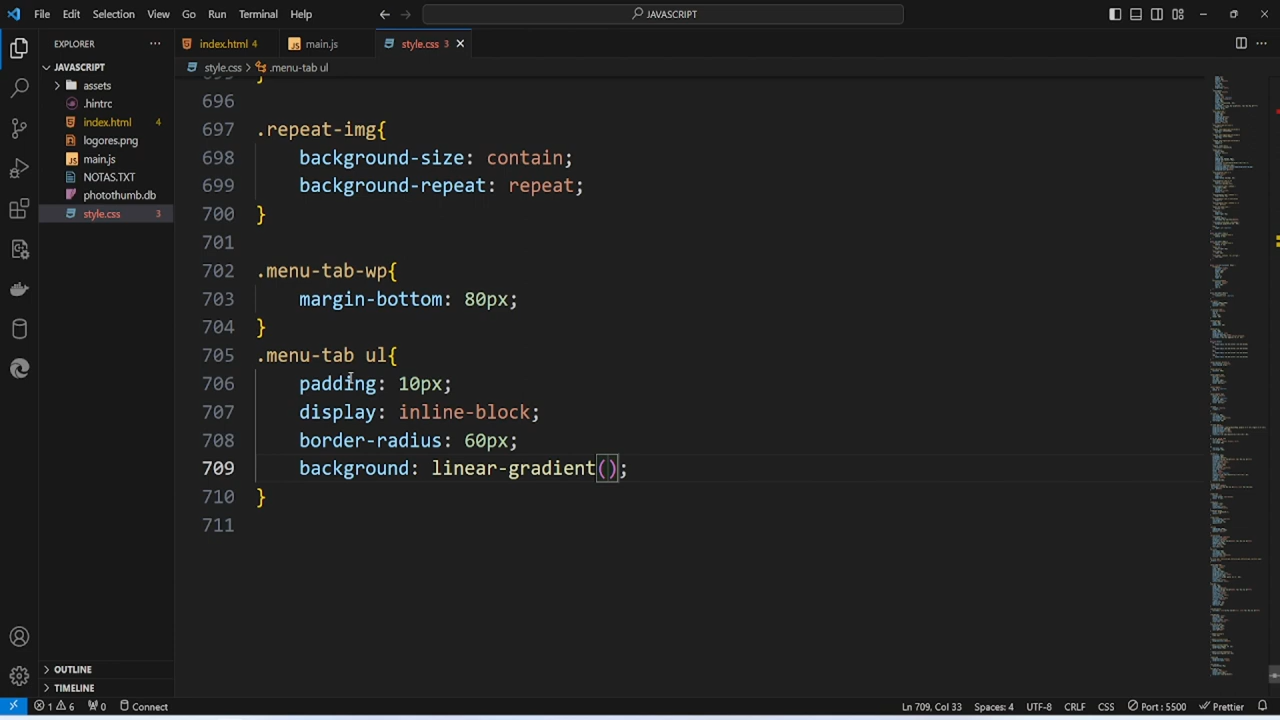 File Edit Selection View Go Run Terminal Help
JAVASCRIPT
EXPLORER
index.html 4
main.js
style.css 3
JAVASCRIPT
style.css > .menu-tab ul
assets
.hintrc
index.html 4
logores.png
main.js
NOTAS.TXT
photothumb.db
style.css 3
696
697 .repeat-img{
698 background-size: contain;
699 background-repeat: repeat;
700 }
701
702 .menu-tab-wp{
703 margin-bottom: 80px;
704 }
705 .menu-tab ul{
706 padding: 10px;
707 display: inline-block;
708 border-radius: 60px;
709 background: linear-gradient();
710 }
711
OUTLINE
TIMELINE
1 6 0 Connect Ln 709, Col 33 Spaces: 4 UTF-8 CRLF CSS Port : 5500 Prettier